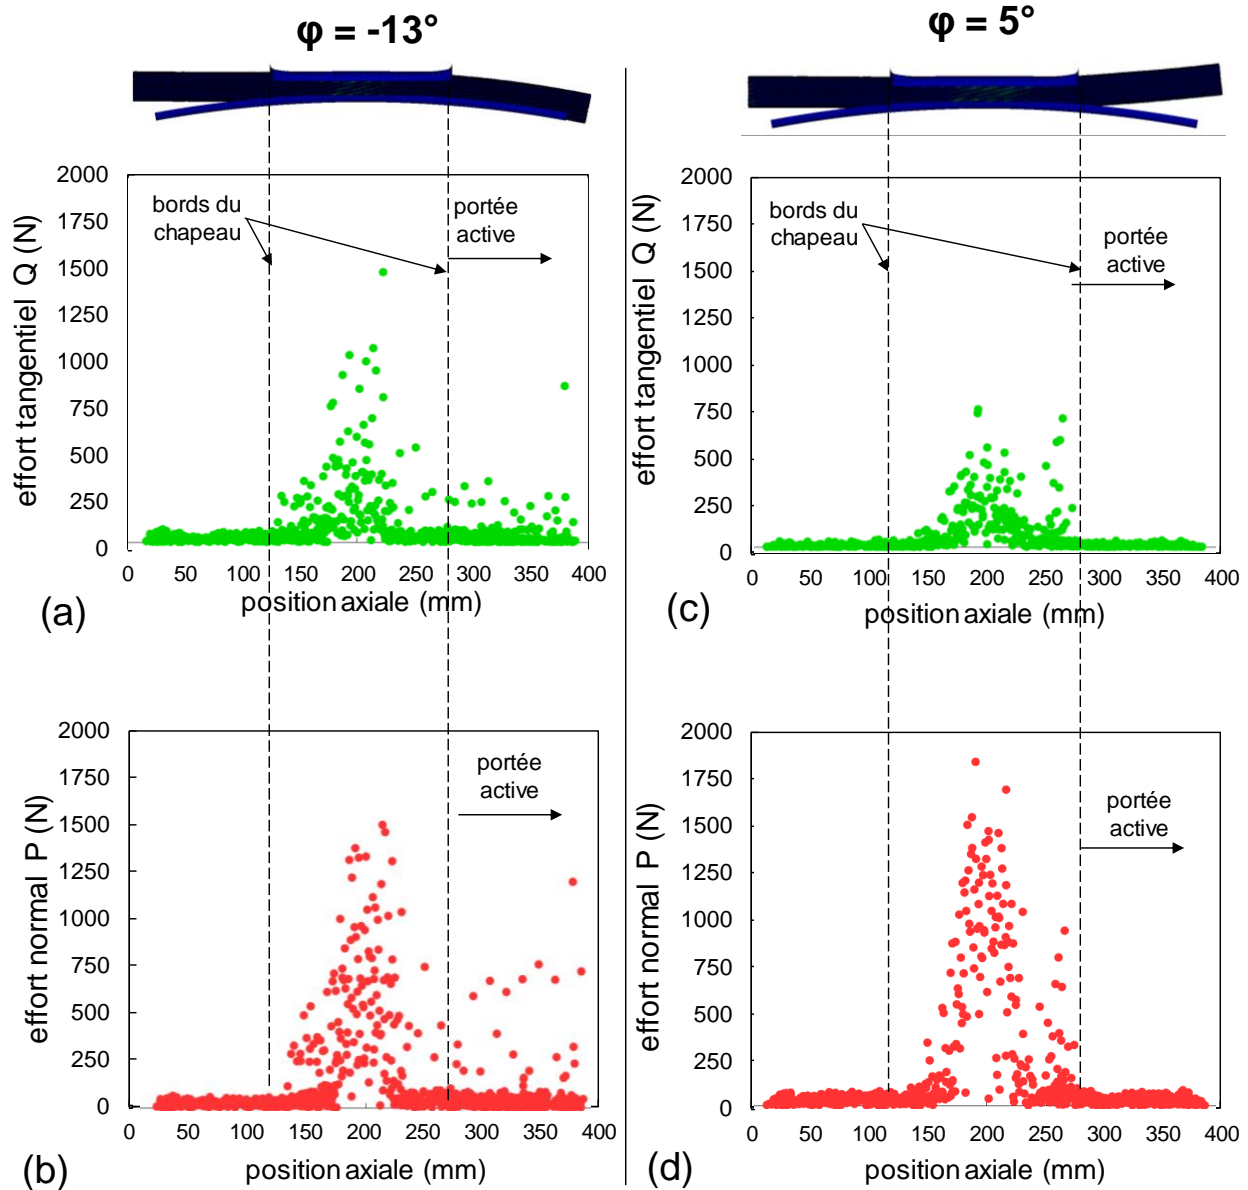 φ = -13°
φ = 5°
effort tangentiel Q (N)
2000
1750
1500
1250
1000
750
500
250
0
bords du
chapeau
portée
active
0 50 100 150 200 250 300 350 400
position axiale (mm)
(a)
effort tangentiel Q (N)
2000
1750
1500
1250
1000
750
500
250
0
bords du
chapeau
portée
active
0 50 100 150 200 250 300 350 400
position axiale (mm)
(c)
effort normal P (N)
2000
1750
1500
1250
1000
750
500
250
0
portée
active
0 50 100 150 200 250 300 350 400
position axiale (mm)
(b)
effort normal P (N)
2000
1750
1500
1250
1000
750
500
250
0
portée
active
0 50 100 150 200 250 300 350 400
position axiale (mm)
(d)